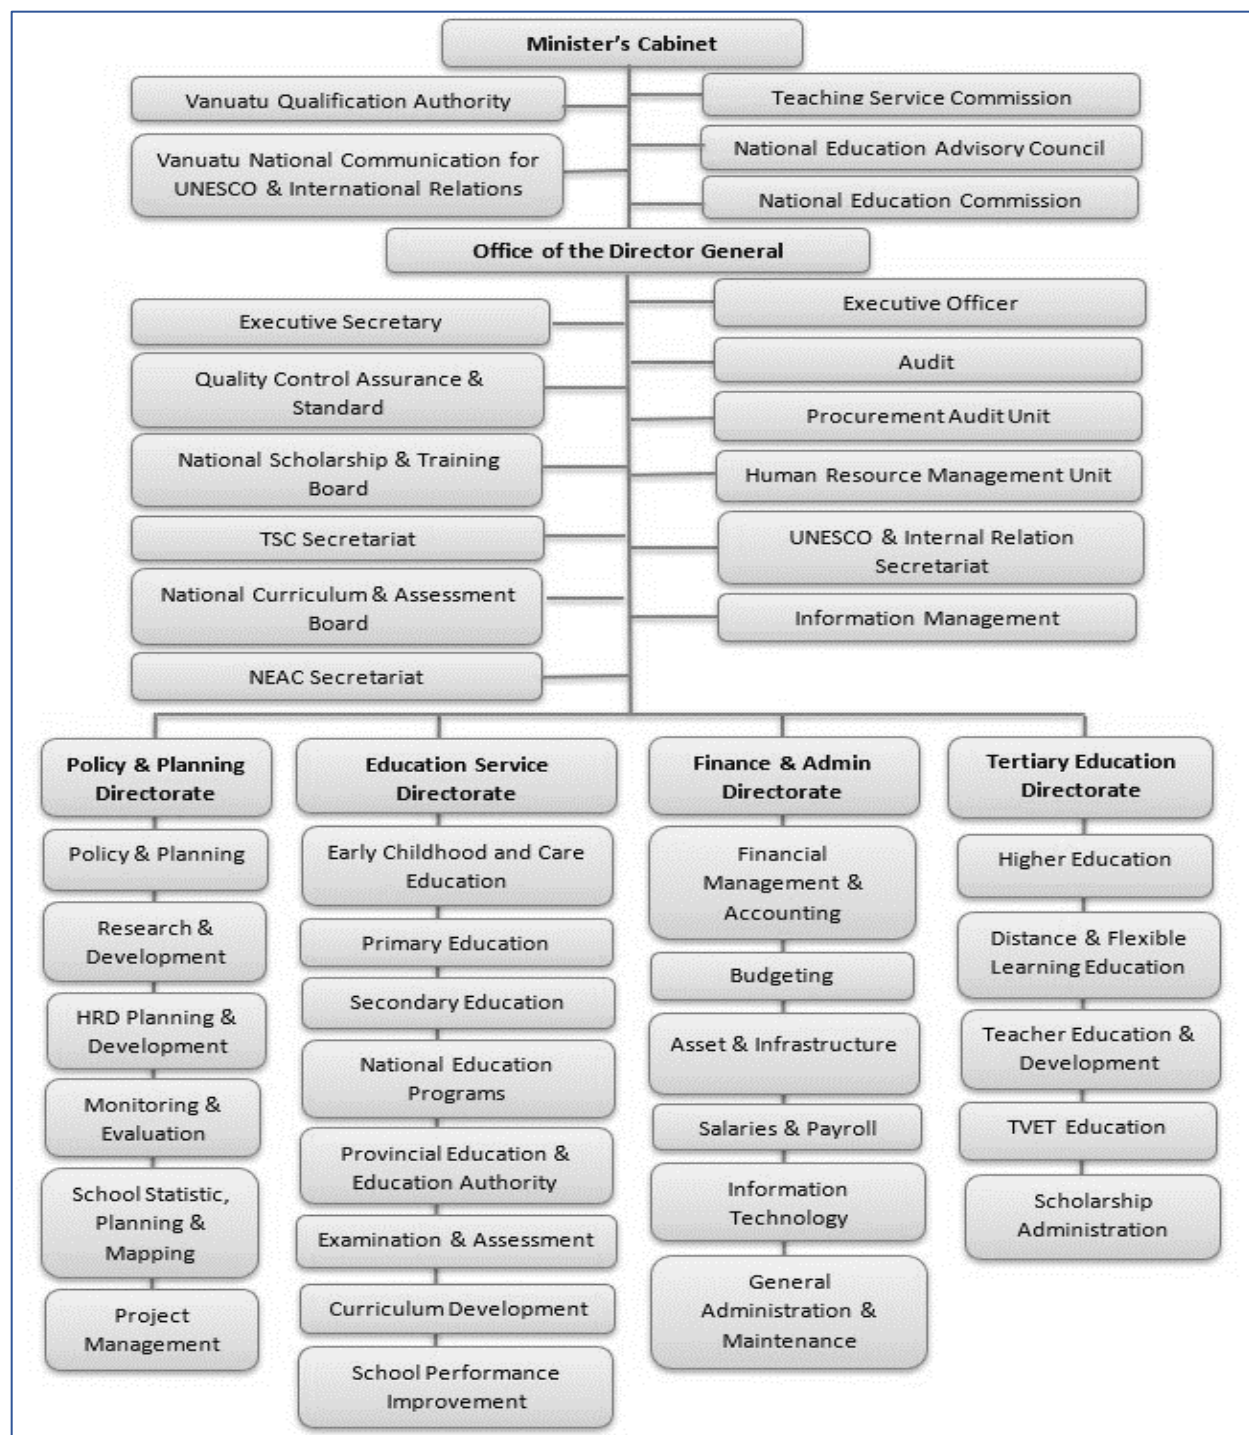 Minister's Cabinet
Vanuatu Qualification Authority
Teaching Service Commission
Vanuatu National Communication for
UNESCO & International Relations
National Education Advisory Council
National Education Commission
Office of the Director General
Executive Secretary
Executive Officer
Quality Control Assurance &
Standard
Audit
Procurement Audit Unit
National Scholarship & Training
Board
Human Resource Management Unit
TSC Secretariat
UNESCO & Internal Relation
Secretariat
National Curriculum & Assessment
Board
Information Management
NEAC Secretariat
Policy & Planning
Directorate
Policy & Planning
Research &
Development
HRD Planning &
Development
Monitoring &
Evaluation
School Statistic,
Planning &
Mapping
Project
Management
Education Service
Directorate
Early Childhood and Care
Education
Primary Education
Secondary Education
National Education
Programs
Provincial Education &
Education Authority
Examination & Assessment
Curriculum Development
School Performance
Improvement
Finance & Admin
Directorate
Financial
Management &
Accounting
Budgeting
Asset & Infrastructure
Salaries & Payroll
Information
Technology
General
Administration &
Maintenance
Tertiary Education
Directorate
Higher Education
Distance & Flexible
Learning Education
Teacher Education &
Development
TVET Education
Scholarship
Administration